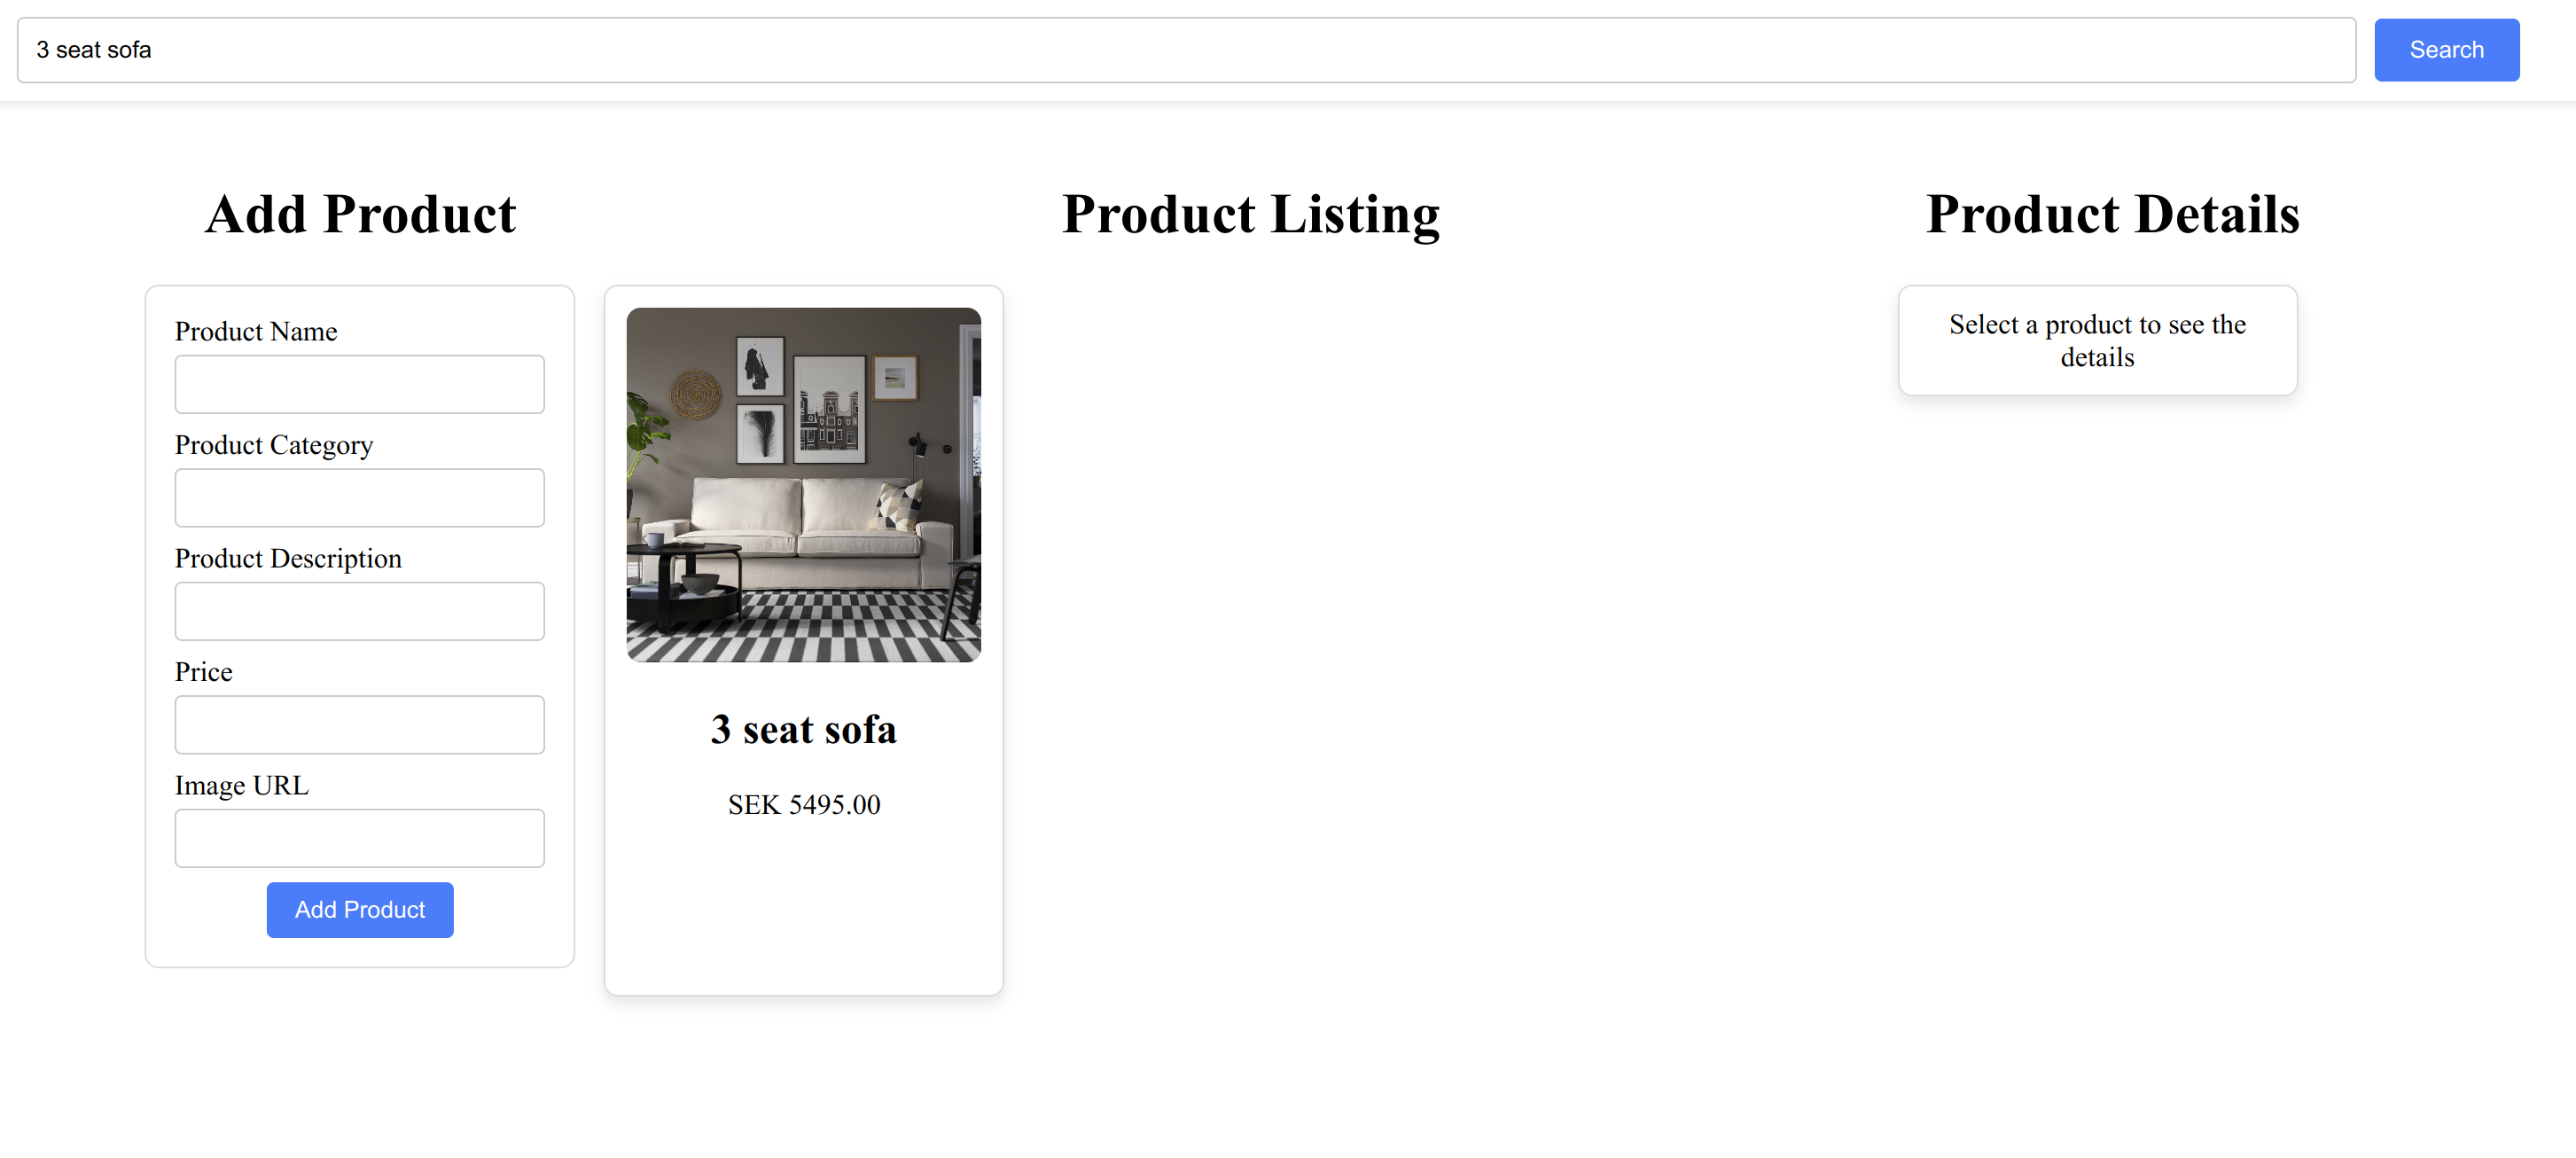 3 seat sofa
Search
Add Product
Product Listing
Product Details
Product Name
Product Category
Product Description
Price
Image URL
Add Product
3 seat sofa
SEK 5495.00
Select a product to see the
details